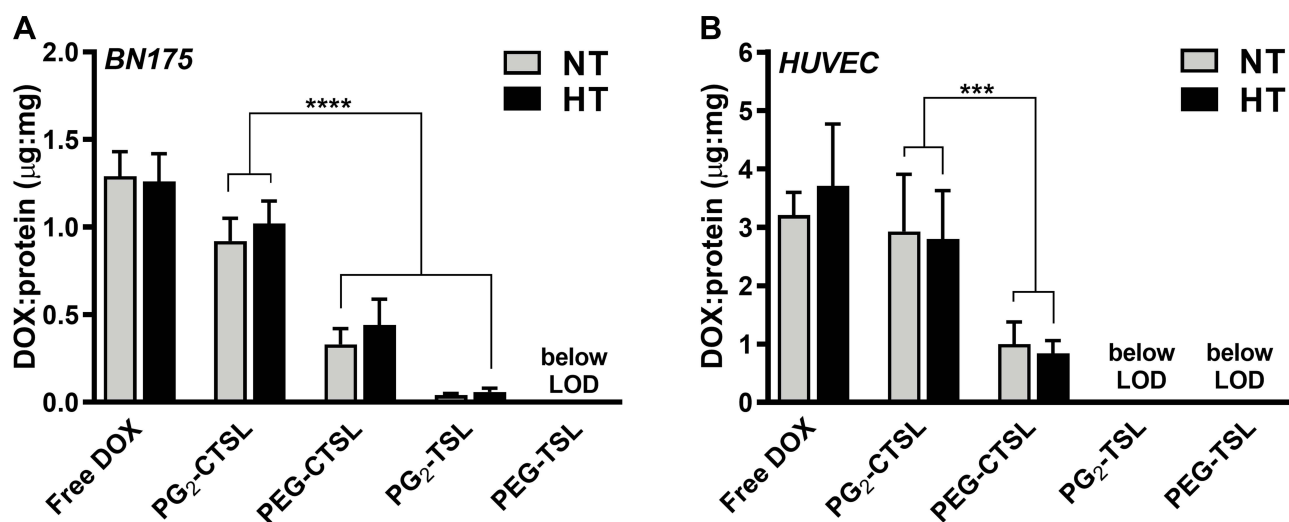 A
BN175
NT
HT
****
DOX:protein (μg:mg)
2.0
1.5
1.0
0.5
0.0
below
LOD
Free DOX
PG₂-CTSL
PEG-CTSL
PG₂-TSL
PEG-TSL
B
HUVEC
NT
HT
***
DOX:protein (μg:mg)
6
5
4
3
2
1
0
below
LOD
below
LOD
Free DOX
PG₂-CTSL
PEG-CTSL
PG₂-TSL
PEG-TSL